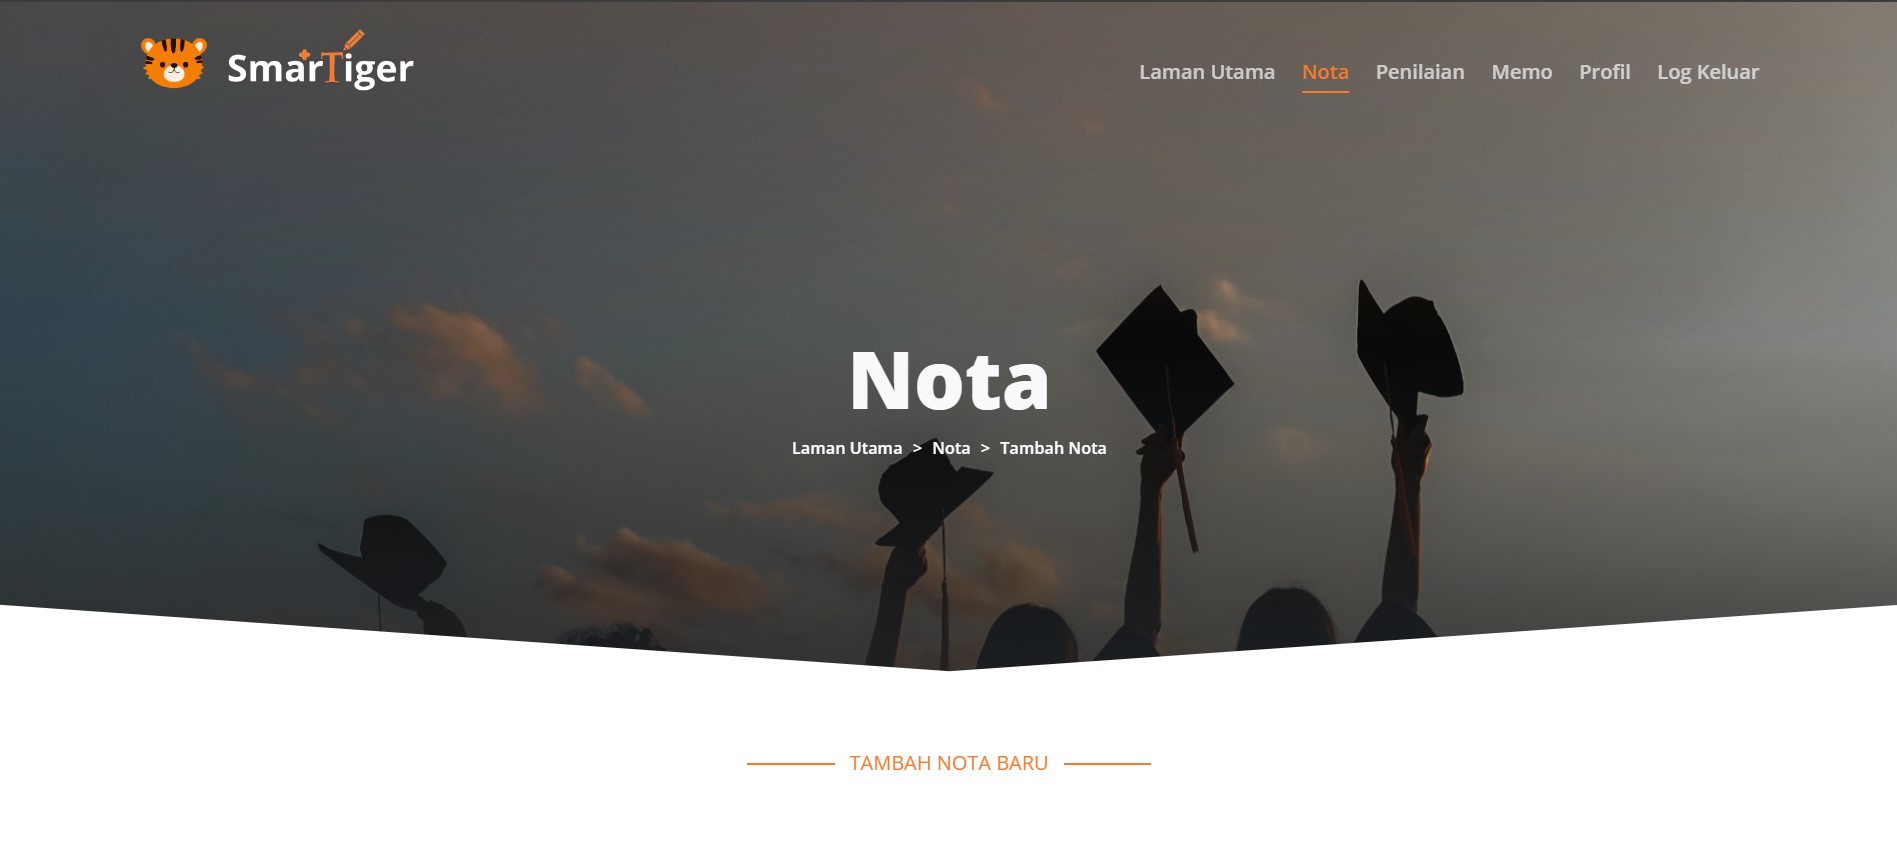 SmarTiger
Laman Utama Nota Penilaian Memo Profil Log Keluar
Nota
Laman Utama > Nota > Tambah Nota
TAMBAH NOTA BARU